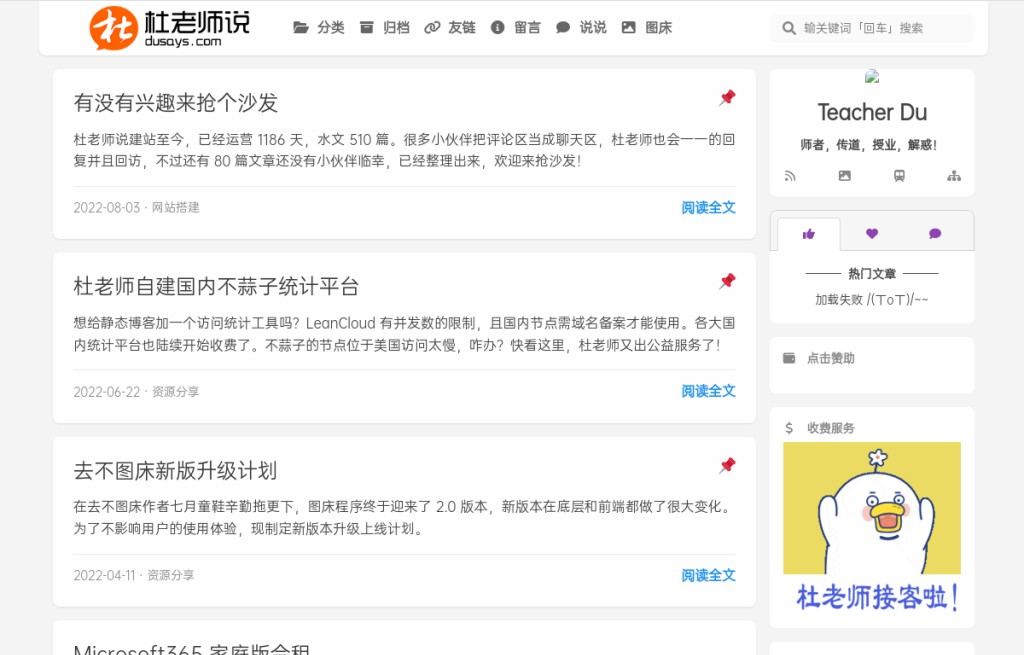 杜老师说
dusays.com
分类 归档 友链 留言 说说 图床
输关键词「回车」搜索
有没有兴趣来抢个沙发
杜老师说建站至今，已经运营 1186 天，水文 510 篇。很多小伙伴把评论区当成聊天区，杜老师也会一一的回
复并且回访，不过还有 80 篇文章还没有小伙伴临幸，已经整理出来，欢迎来抢沙发！
2022-08-03 · 网站搭建
阅读全文
杜老师自建国内不蒜子统计平台
想给静态博客加一个访问统计工具吗？LeanCloud 有并发数的限制，且国内节点需域名备案才能使用。各大国
内统计平台也陆续开始收费了。不蒜子的节点位于美国访问太慢，咋办？快看这里，杜老师又出公益服务了！
2022-06-22 · 资源分享
阅读全文
去不图床新版升级计划
在去不图床作者七月童鞋辛勤拖更下，图床程序终于迎来了 2.0 版本，新版本在底层和前端都做了很大变化。
为了不影响用户的使用体验，现制定新版本升级上线计划。
2022-04-11 · 资源分享
阅读全文
Microsoft365 家庭版合租
Teacher Du
师者，传道，授业，解惑！
热门文章
加载失败 /(ㄒoㄒ)/~~
点击赞助
收费服务
杜老师接客啦！